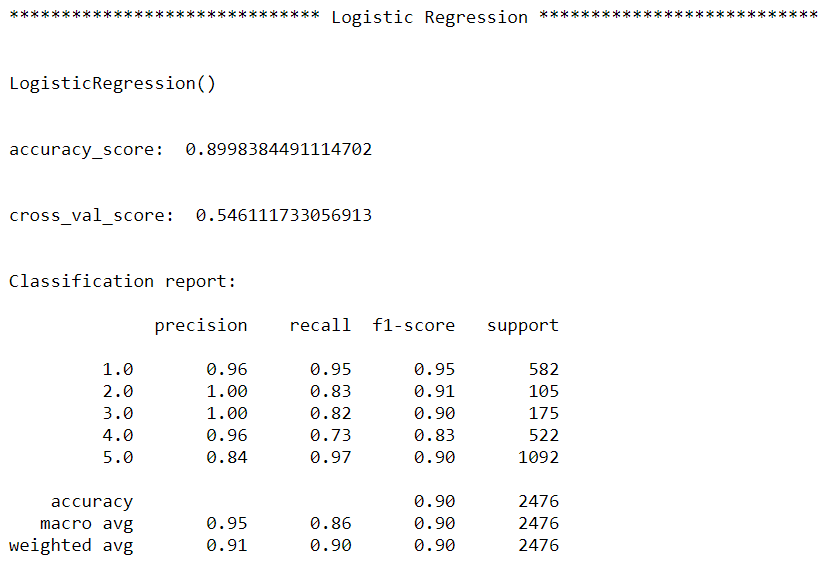 ****************************** Logistic Regression ***************************
LogisticRegression()
accuracy_score:  0.8998384491114702
cross_val_score:  0.546111733056913
Classification report:
              precision    recall  f1-score   support
         1.0       0.96      0.95      0.95       582
         2.0       1.00      0.83      0.91       105
         3.0       1.00      0.82      0.90       175
         4.0       0.96      0.73      0.83       522
         5.0       0.84      0.97      0.90      1092
    accuracy                           0.90      2476
   macro avg       0.95      0.86      0.90      2476
weighted avg       0.91      0.90      0.90      2476